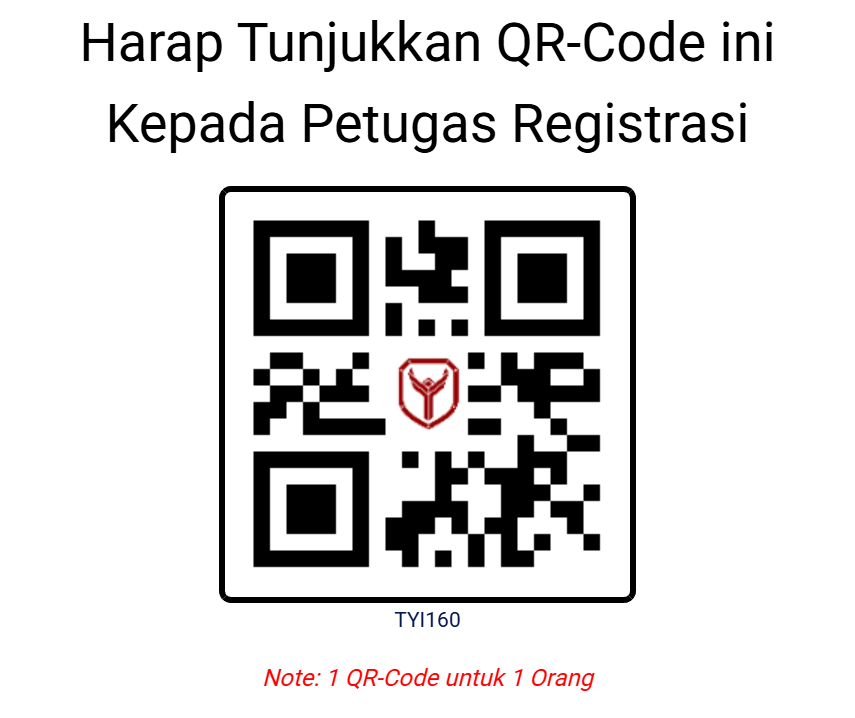 Harap Tunjukkan QR-Code ini
Kepada Petugas Registrasi
TYI160
Note: 1 QR-Code untuk 1 Orang